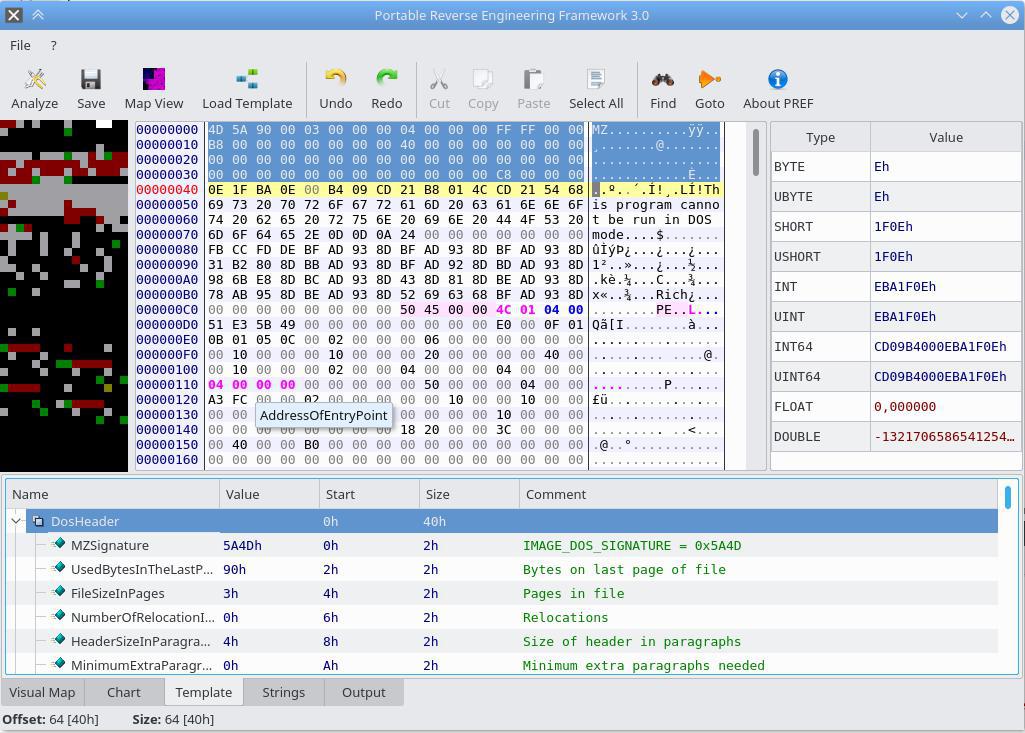 Portable Reverse Engineering Framework 3.0
File ?
Analyze Save Map View Load Template Undo Redo Cut Copy Paste Select All Find Goto About PREF
00000000 4D 5A 90 00 03 00 00 00 04 00 00 00 FF FF 00 00 MZ..........ÿÿ..
00000010 B8 00 00 00 00 00 00 00 40 00 00 00 00 00 00 00 ¸.......@.......
00000020 00 00 00 00 00 00 00 00 00 00 00 00 00 00 00 00 ................
00000030 00 00 00 00 00 00 00 00 00 00 00 00 C8 00 00 00 ............È...
00000040 0E 1F BA 0E 00 B4 09 CD 21 B8 01 4C CD 21 54 68 ..º..´.Í!¸.LÍ!Th
00000050 69 73 20 70 72 6F 67 72 61 6D 20 63 61 6E 6E 6F is program canno
00000060 74 20 62 65 20 72 75 6E 20 69 6E 20 44 4F 53 20 t be run in DOS
00000070 6D 6F 64 65 2E 0D 0D 0A 24 00 00 00 00 00 00 00 mode....$.......
00000080 FB CC FD DE BF AD 93 8D BF AD 93 8D BF AD 93 8D ûÌýÞ¿...¿...¿...
00000090 31 B2 80 8D BB AD 93 8D BF AD 92 8D BD AD 93 8D 1²..»...¿...½...
000000A0 98 6B E8 8D BC AD 93 8D 43 8D 81 8D BE AD 93 8D .kè.¼...C...¾...
000000B0 78 AB 95 8D BE AD 93 8D 52 69 63 68 BF AD 93 8D x«..¾...Rich¿...
000000C0 00 00 00 00 00 00 00 00 50 45 00 00 4C 01 04 00 ........PE..L...
000000D0 51 E3 5B 49 00 00 00 00 00 00 00 00 E0 00 0F 01 Qã[I........à...
000000E0 0B 01 05 0C 00 02 00 00 00 06 00 00 00 00 00 00 ................
000000F0 00 10 00 00 00 10 00 00 00 20 00 00 00 00 40 00 ......... ....@.
00000100 00 10 00 00 00 02 00 00 04 00 00 00 04 00 00 00 ................
00000110 04 00 00 00 00 00 00 00 00 50 00 00 00 04 00 00 .........P......
00000120 A3 FC 00 00 02 00 00 10 00 00 10 00 00 £ü..............
AddressOfEntryPoint
00000130 00 00 00 00 00 10 00 00 00 ................
00000140 00 00 00 00 00 00 00 00 18 20 00 00 3C 00 00 00 ......... ..<...
00000150 00 40 00 00 B0 00 00 00 00 00 00 00 00 00 00 00 .@..°...........
00000160 00 00 00 00 00 00 00 00 00 00 00 00 00 00 00 00 ................
Type Value
BYTE Eh
UBYTE Eh
SHORT 1F0Eh
USHORT 1F0Eh
INT EBA1F0Eh
UINT EBA1F0Eh
INT64 CD09B4000EBA1F0Eh
UINT64 CD09B4000EBA1F0Eh
FLOAT 0,000000
DOUBLE -1321706586541254...
Name Value Start Size Comment
DosHeader 0h 40h
MZSignature 5A4Dh 0h 2h IMAGE_DOS_SIGNATURE = 0x5A4D
UsedBytesInTheLastP... 90h 2h 2h Bytes on last page of file
FileSizeInPages 3h 4h 2h Pages in file
NumberOfRelocationI... 0h 6h 2h Relocations
HeaderSizeInParagra... 4h 8h 2h Size of header in paragraphs
MinimumExtraParagr... 0h Ah 2h Minimum extra paragraphs needed
Visual Map Chart Template Strings Output
Offset: 64 [40h] Size: 64 [40h]